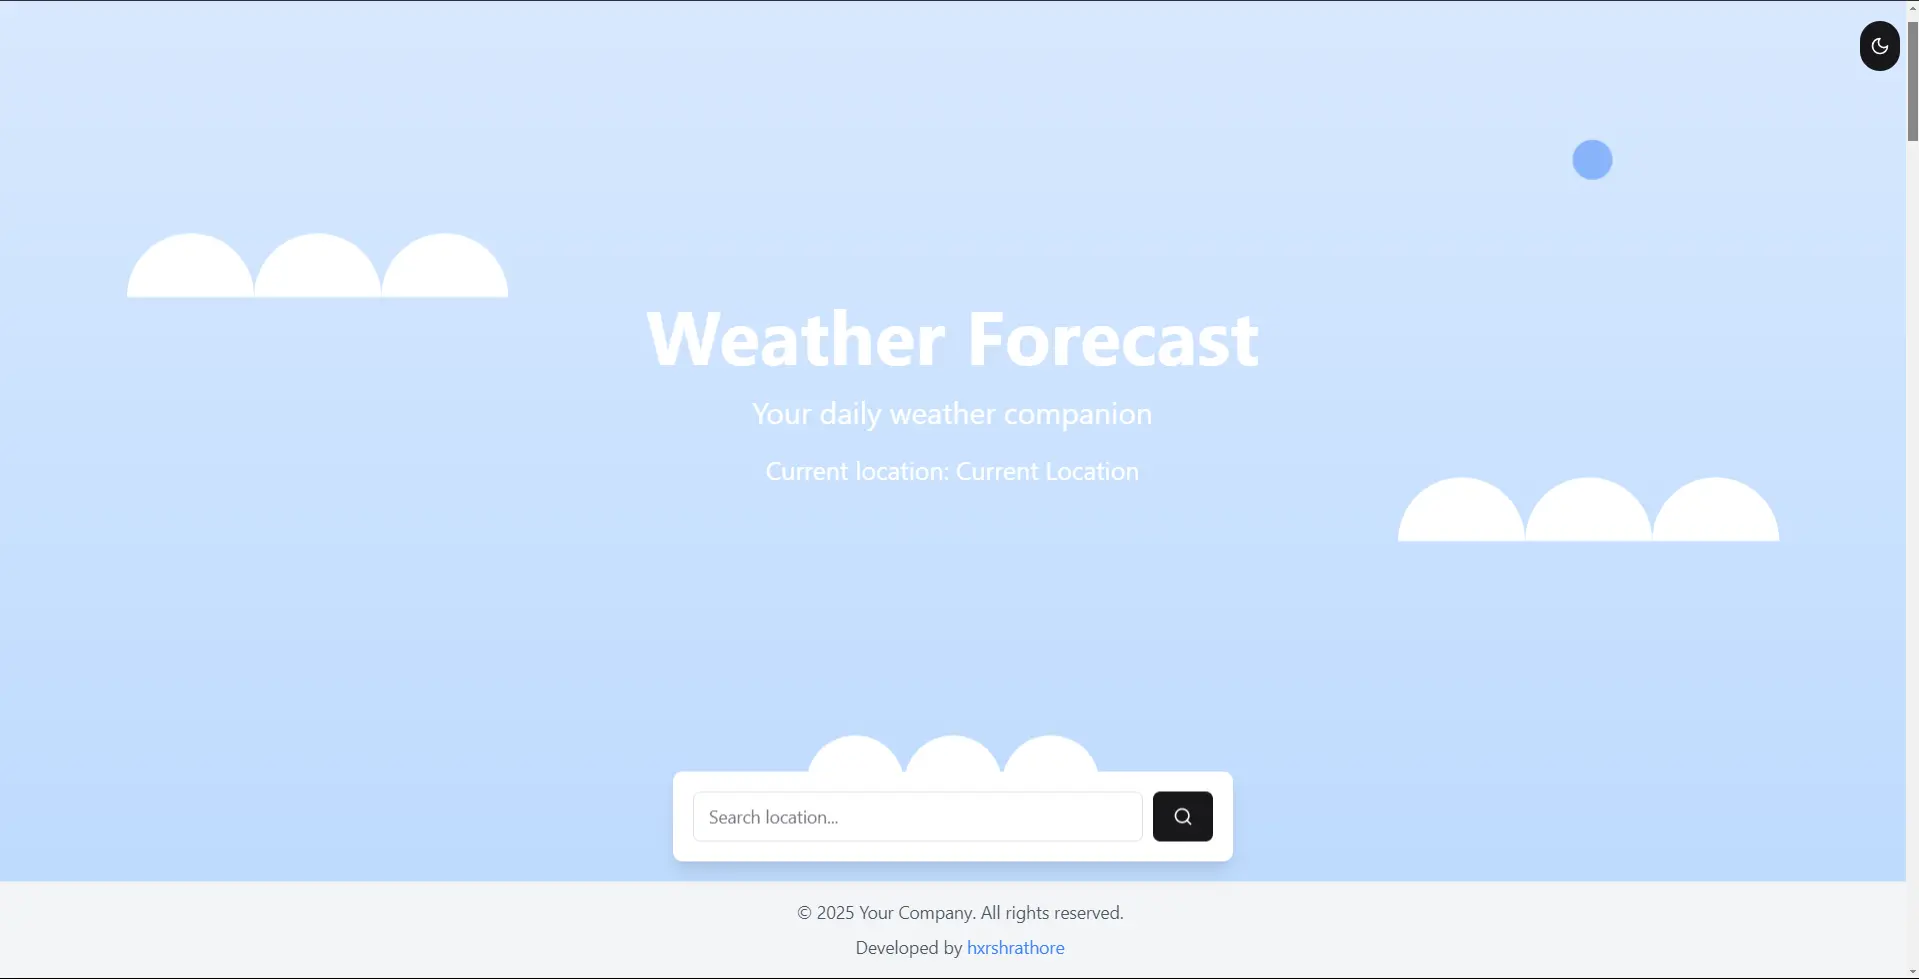 Weather Forecast
Your daily weather companion
Current location: Current Location
Search location...
© 2025 Your Company. All rights reserved.
Developed by hxrshrathore